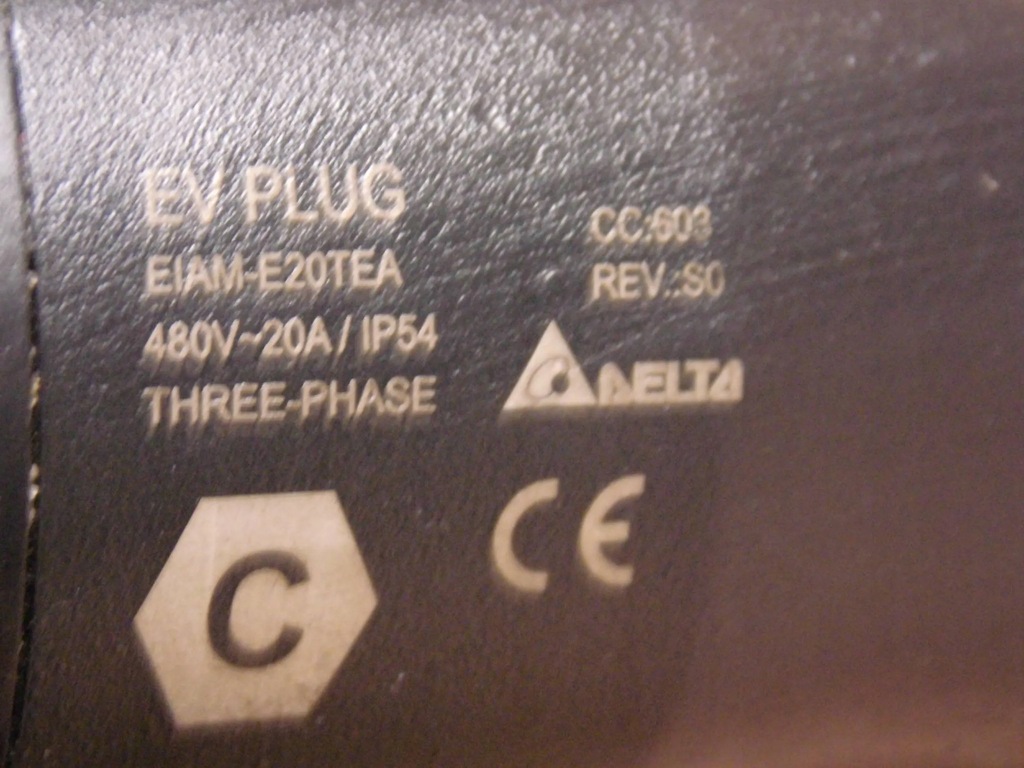 EV PLUG
EIAM-E20TEA
480V~20A / IP54
THREE-PHASE
CC:603
REV.:S0
DELTA
C
CE